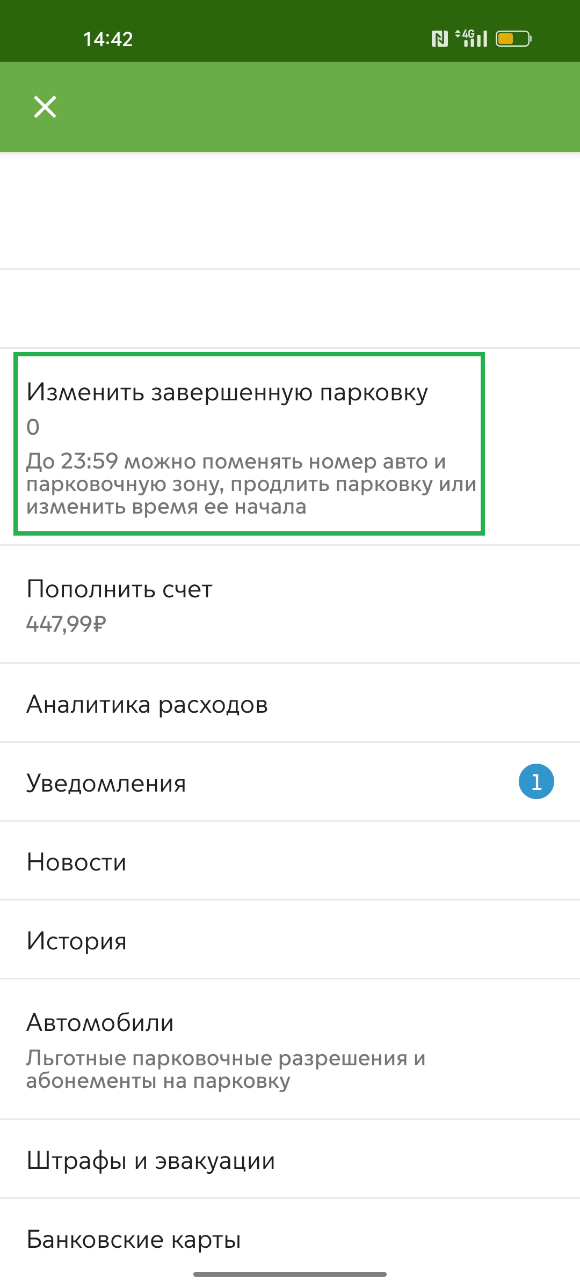 14:42
4G
Изменить завершенную парковку
0
До 23:59 можно поменять номер авто и
парковочную зону, продлить парковку или
изменить время ее начала
Пополнить счет
447,99₽
Аналитика расходов
Уведомления
1
Новости
История
Автомобили
Льготные парковочные разрешения и
абонементы на парковку
Штрафы и эвакуации
Банковские карты